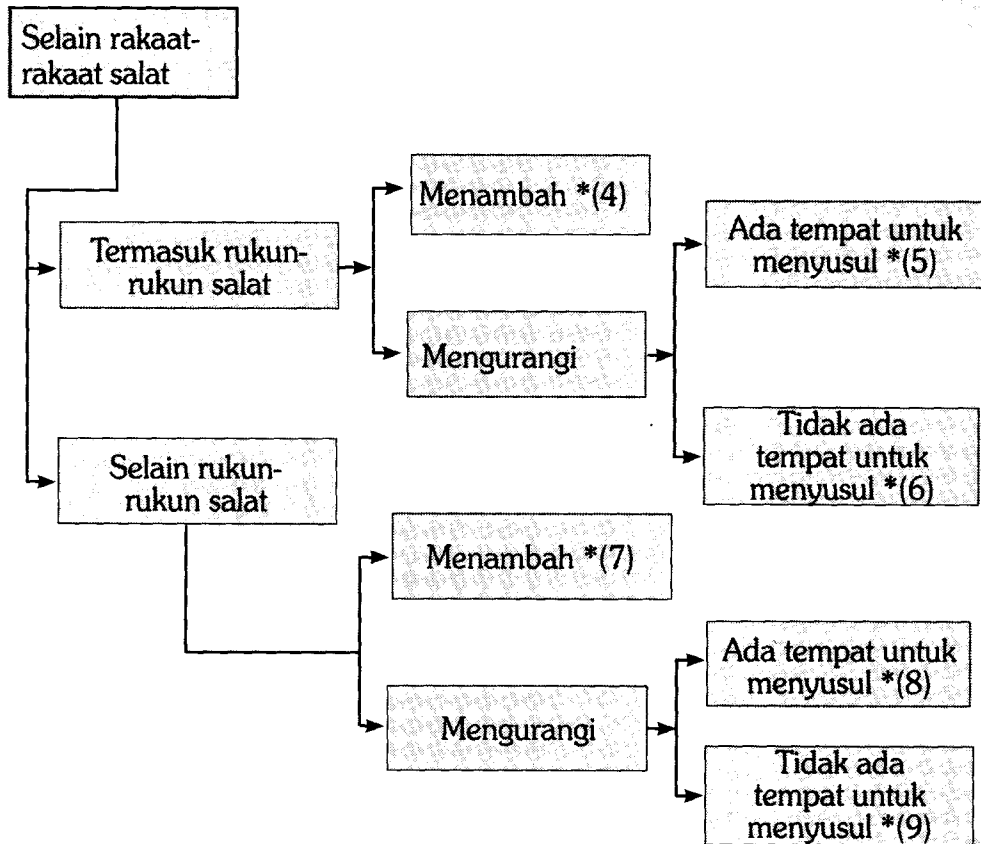 Selain rakaat-
rakaat salat
Termasuk rukun-
rukun salat
Menambah *(4)
Mengurangi
Ada tempat untuk
menyusul *(5)
Tidak ada
tempat untuk
menyusul *(6)
Selain rukun-
rukun salat
Menambah *(7)
Mengurangi
Ada tempat untuk
menyusul *(8)
Tidak ada
tempat untuk
menyusul *(9)